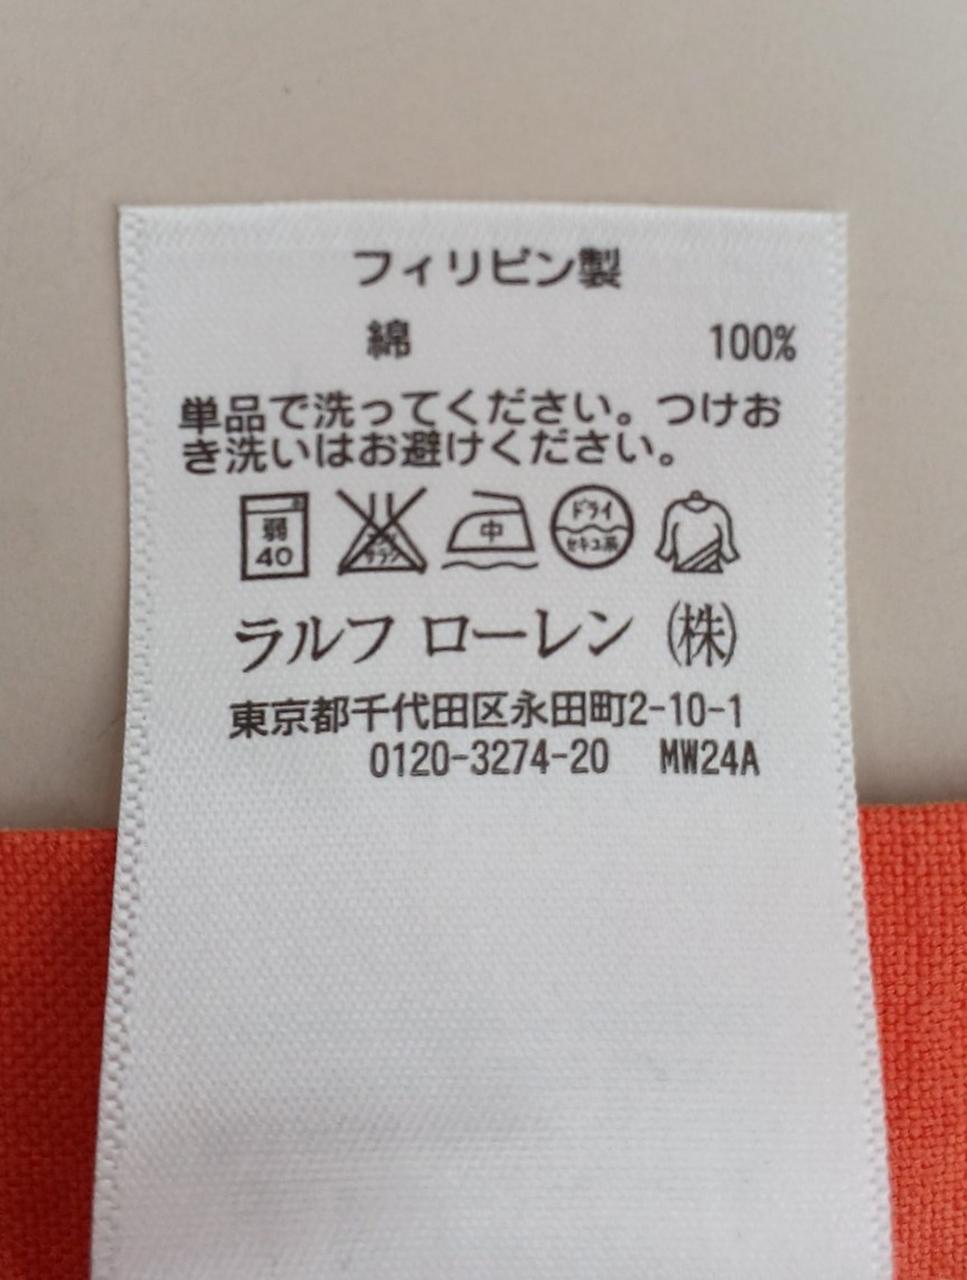 フィリピン製
綿 100%
単品で洗ってください。つけお
き洗いはお避けください。
弱 中 ドライ
40 セキユ系
ラルフ ローレン (株)
東京都千代田区永田町2-10-1
0120-3274-20 MW24A